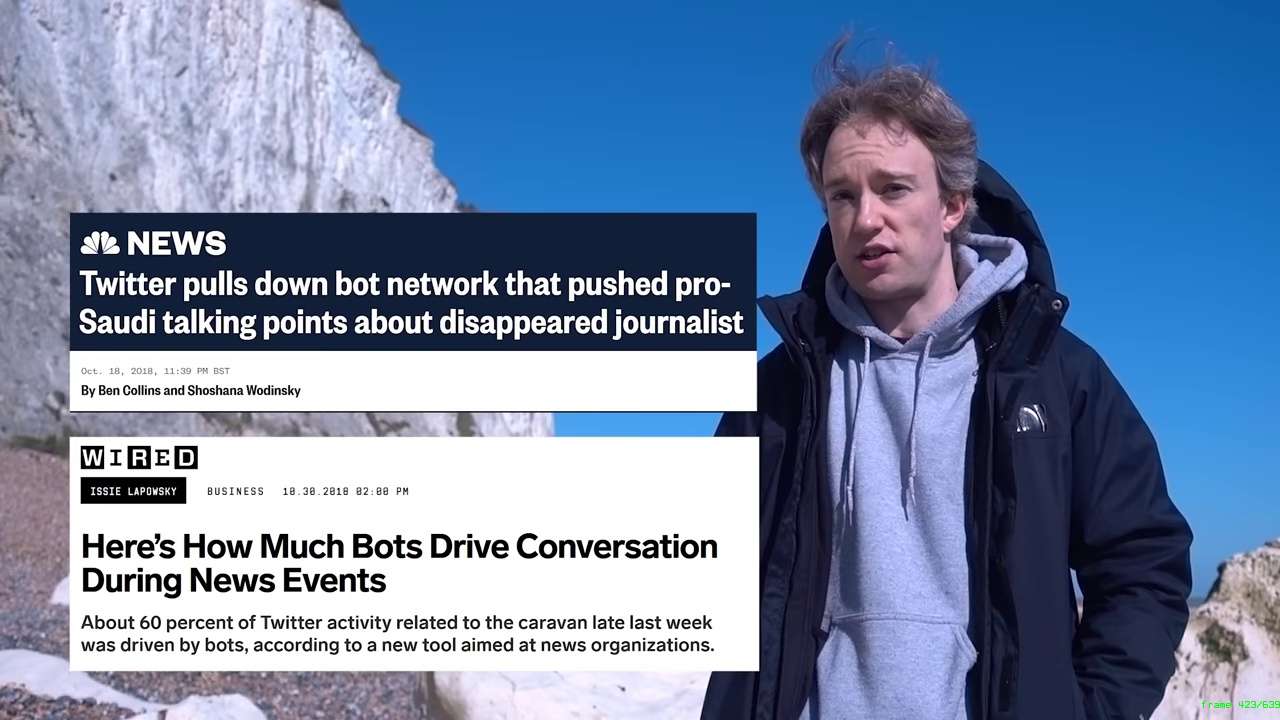 NEWS
Twitter pulls down bot network that pushed pro-
Saudi talking points about disappeared journalist
Oct. 18, 2018, 11:39 PM BST
By Ben Collins and Shoshana Wodinsky
WIRED
ISSIE LAPOWSKY BUSINESS 10.30.2018 02:00 PM
Here's How Much Bots Drive Conversation
During News Events
About 60 percent of Twitter activity related to the caravan late last week
was driven by bots, according to a new tool aimed at news organizations.
frame 423/639